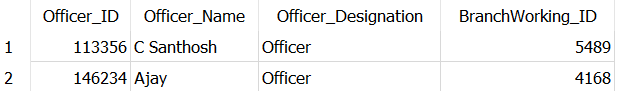 Officer_ID Officer_Name Officer_Designation BranchWorking_ID
1 113356 C Santhosh Officer 5489
2 146234 Ajay Officer 4168